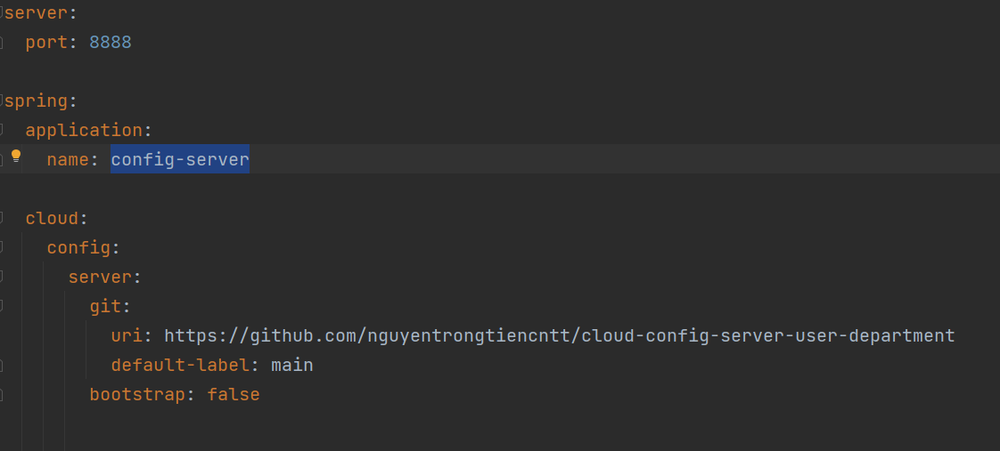 server:
  port: 8888
spring:
  application:
    name: config-server
  cloud:
    config:
      server:
        git:
          uri: https://github.com/nguyentrongtiencntt/cloud-config-server-user-department
          default-label: main
        bootstrap: false